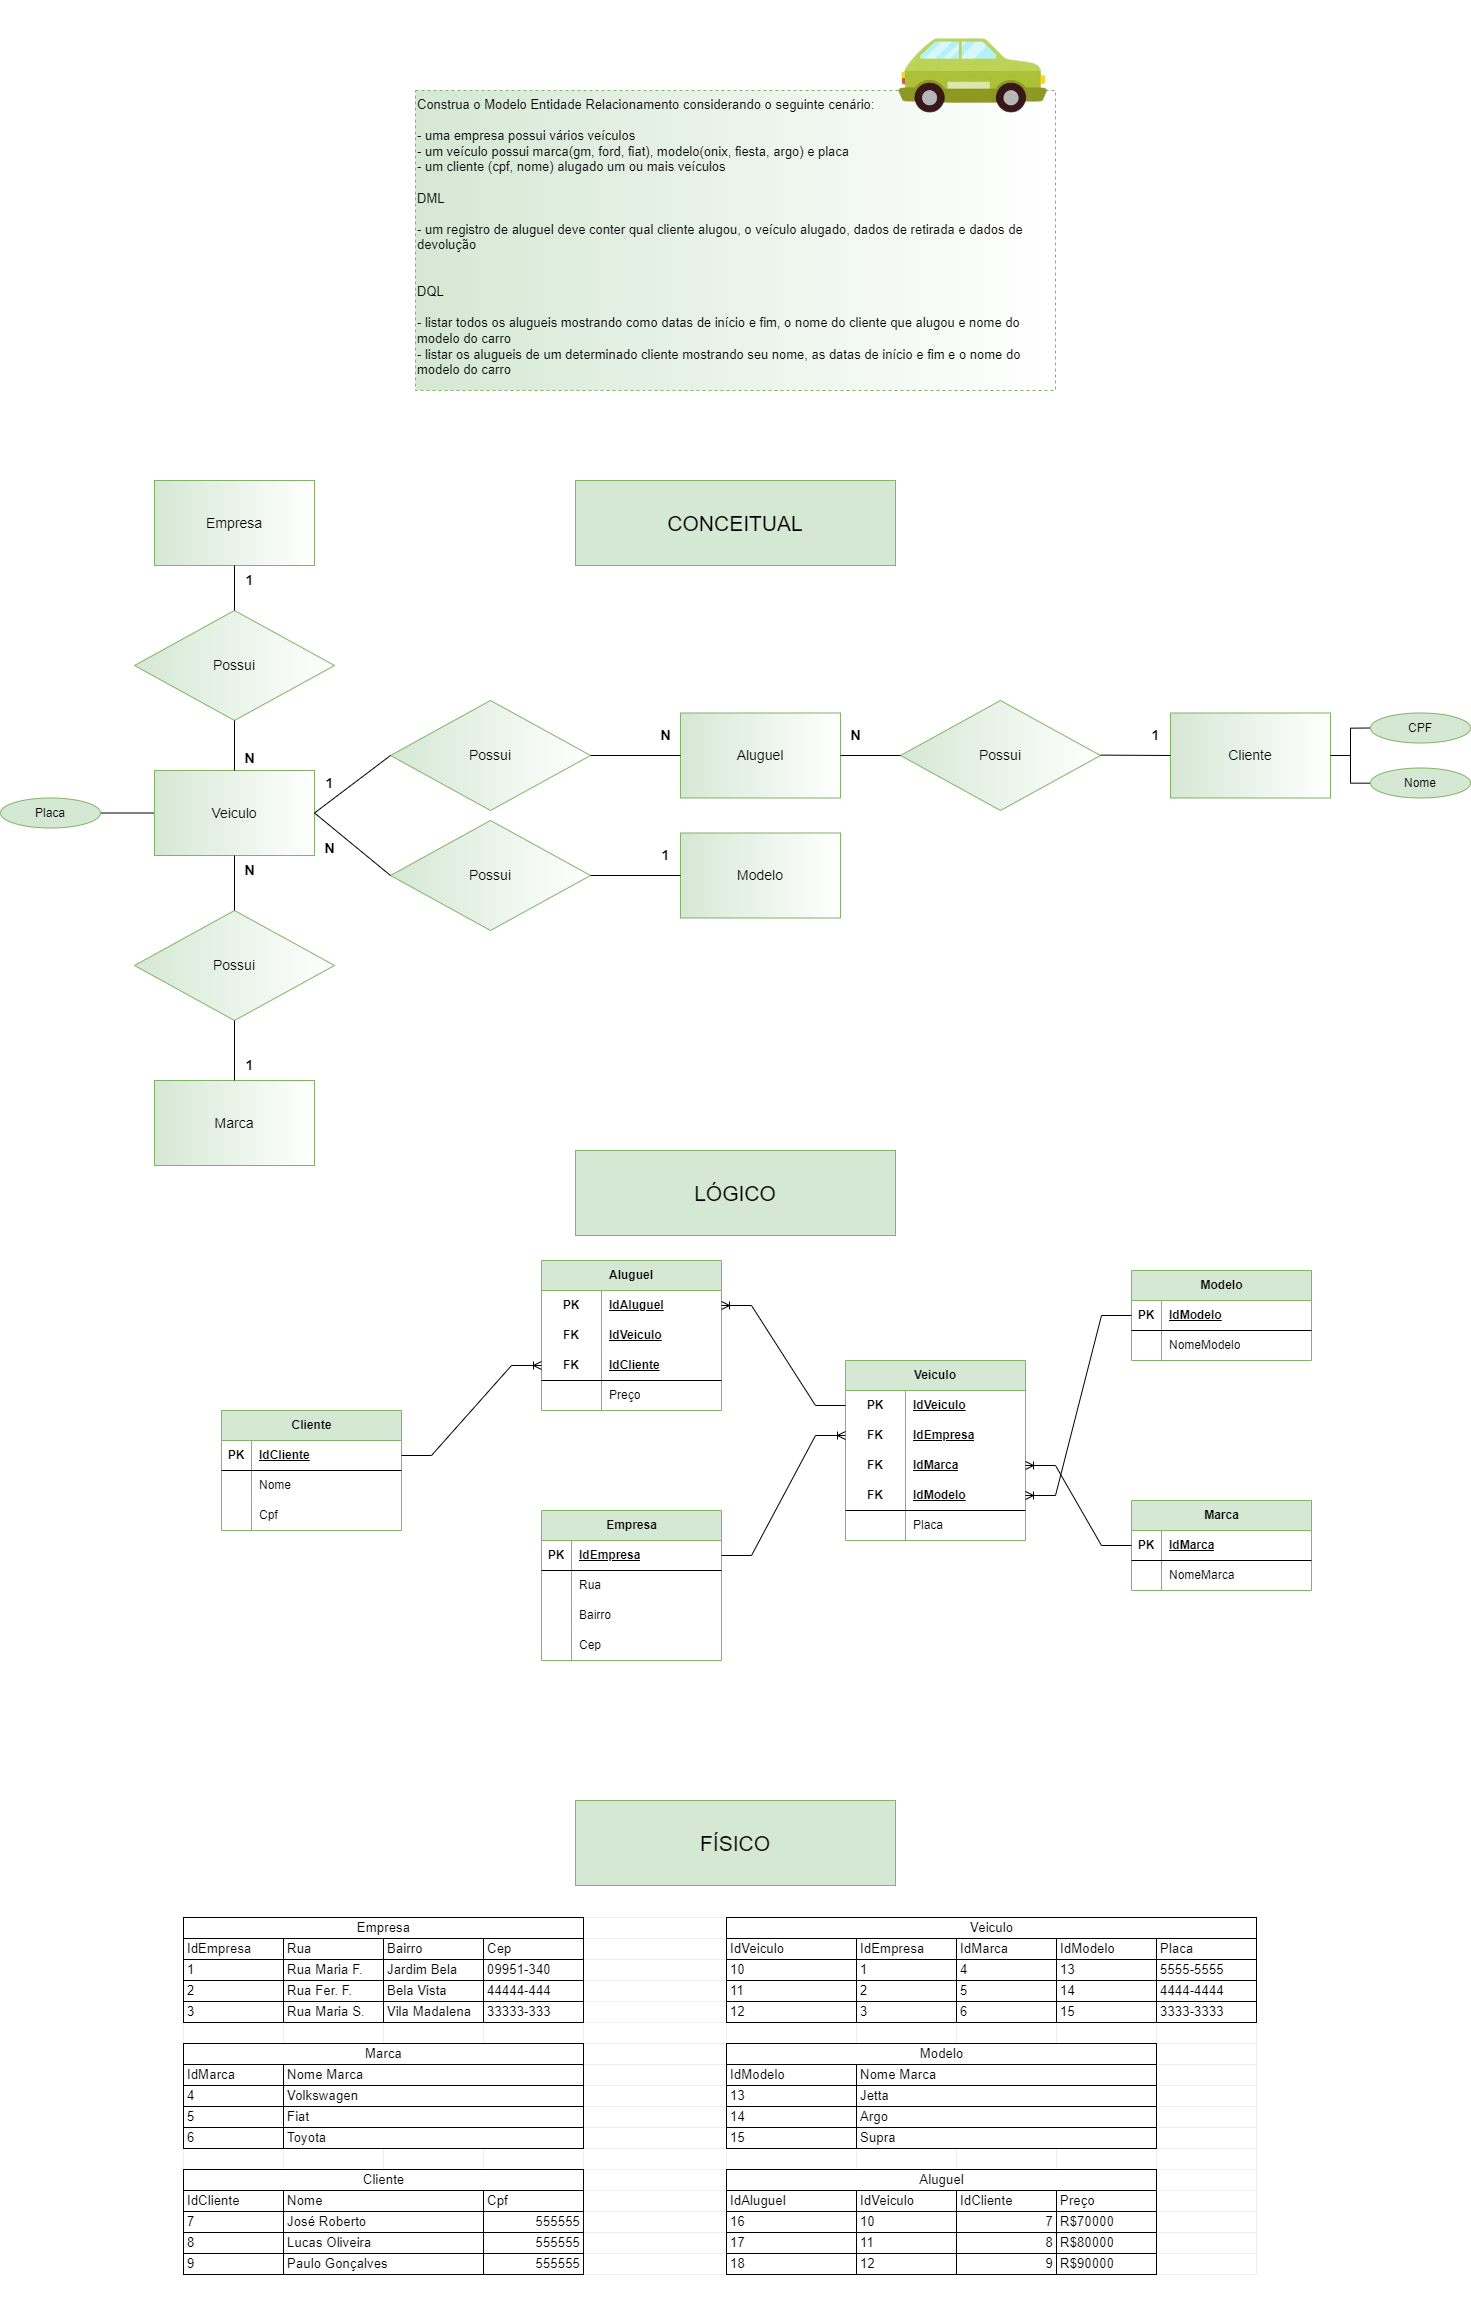 Construa o Modelo Entidade Relacionamento considerando o seguinte cenário:
- uma empresa possui vários veículos
- um veículo possui marca(gm, ford, fiat), modelo(onix, fiesta, argo) e placa
- um cliente (cpf, nome) alugado um ou mais veículos
DML
- um registro de aluguel deve conter qual cliente alugou, o veículo alugado, dados de retirada e dados de
devolução
DQL
- listar todos os alugueis mostrando como datas de início e fim, o nome do cliente que alugou e nome do
modelo do carro
- listar os alugueis de um determinado cliente mostrando seu nome, as datas de início e fim e o nome do
modelo do carro
Empresa
CONCEITUAL
1
Possui
N
Possui
N
Aluguel
N
Possui
1
Cliente
CPF
Nome
1
Placa
Veiculo
N
Possui
1
Modelo
N
Possui
1
Marca
LÓGICO
Aluguel
PK IdAluguel
FK IdVeiculo
FK IdCliente
Preço
Modelo
PK IdModelo
NomeModelo
Veiculo
PK IdVeiculo
FK IdEmpresa
FK IdMarca
FK IdModelo
Placa
Cliente
PK IdCliente
Nome
Cpf
Empresa
PK IdEmpresa
Rua
Bairro
Cep
Marca
PK IdMarca
NomeMarca
FÍSICO
Empresa
IdEmpresa Rua Bairro Cep
1 Rua Maria F. Jardim Bela 09951-340
2 Rua Fer. F. Bela Vista 44444-444
3 Rua Maria S. Vila Madalena 33333-333
Veiculo
IdVeiculo IdEmpresa IdMarca IdModelo Placa
10 1 4 13 5555-5555
11 2 5 14 4444-4444
12 3 6 15 3333-3333
Marca
IdMarca Nome Marca
4 Volkswagen
5 Fiat
6 Toyota
Modelo
IdModelo Nome Marca
13 Jetta
14 Argo
15 Supra
Cliente
IdCliente Nome Cpf
7 José Roberto 555555
8 Lucas Oliveira 555555
9 Paulo Gonçalves 555555
Aluguel
IdAluguel IdVeiculo IdCliente Preço
16 10 7 R$70000
17 11 8 R$80000
18 12 9 R$90000